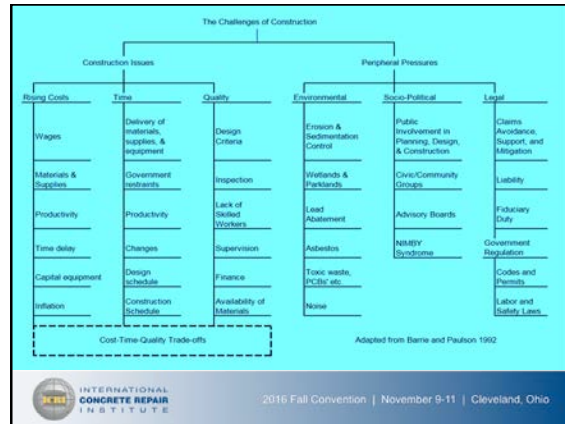 The Challenges of Construction
Construction Issues
Peripheral Pressures
Rising Costs
Time
Quality
Environmental
Socio-Political
Legal
Wages
Delivery of
materials,
supplies, &
equipment
Design
Criteria
Erosion &
Sedimentation
Control
Public
Involvement in
Planning, Design,
& Construction
Claims
Avoidance,
Support, and
Mitigation
Materials &
Supplies
Government
restraints
Inspection
Wetlands &
Parklands
Civic/Community
Groups
Liability
Productivity
Productivity
Lack of
Skilled
Workers
Lead
Abatement
Advisory Boards
Fiduciary
Duty
Time delay
Changes
Supervision
Asbestos
NIMBY
Syndrome
Government
Regulation
Capital equipment
Design
schedule
Finance
Toxic waste,
PCBs' etc
Codes and
Permits
Inflation
Construction
Schedule
Availability of
Materials
Noise
Labor and
Safety Laws
Cost-Time-Quality Trade-offs
Adapted from Barrie and Paulson 1992
ICRI
INTERNATIONAL
CONCRETE REPAIR
INSTITUTE
2016 Fall Convention | November 9-11 | Cleveland, Ohio